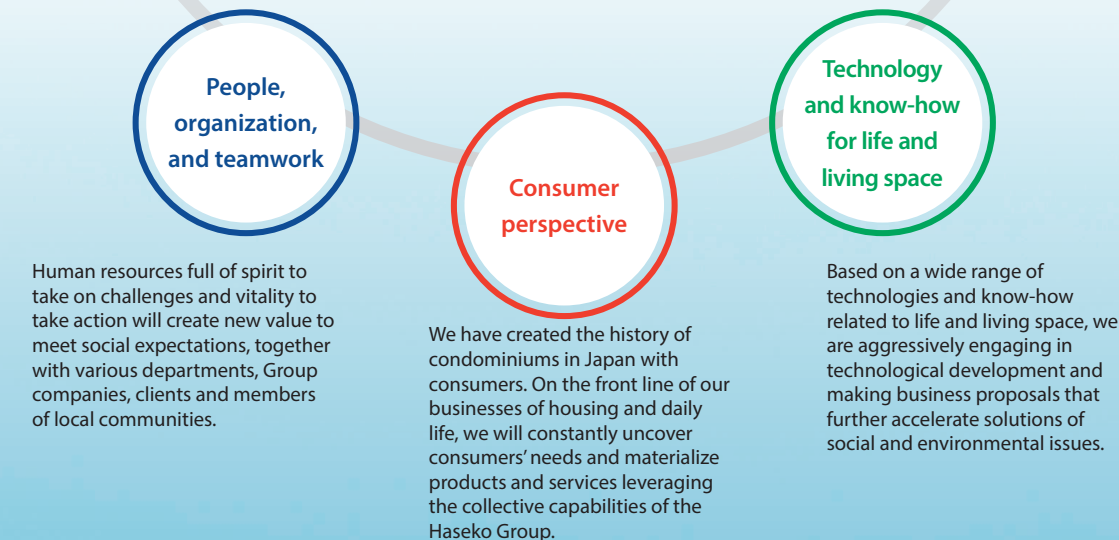 People,
organization,
and teamwork
Human resources full of spirit to
take on challenges and vitality to
take action will create new value to
meet social expectations, together
with various departments, Group
companies, clients and members
of local communities.
Consumer
perspective
We have created the history of
condominiums in Japan with
consumers. On the front line of our
businesses of housing and daily
life, we will constantly uncover
consumers’ needs and materialize
products and services leveraging
the collective capabilities of the
Haseko Group.
Technology
and know-how
for life and
living space
Based on a wide range of
technologies and know-how
related to life and living space, we
are aggressively engaging in
technological development and
making business proposals that
further accelerate solutions of
social and environmental issues.